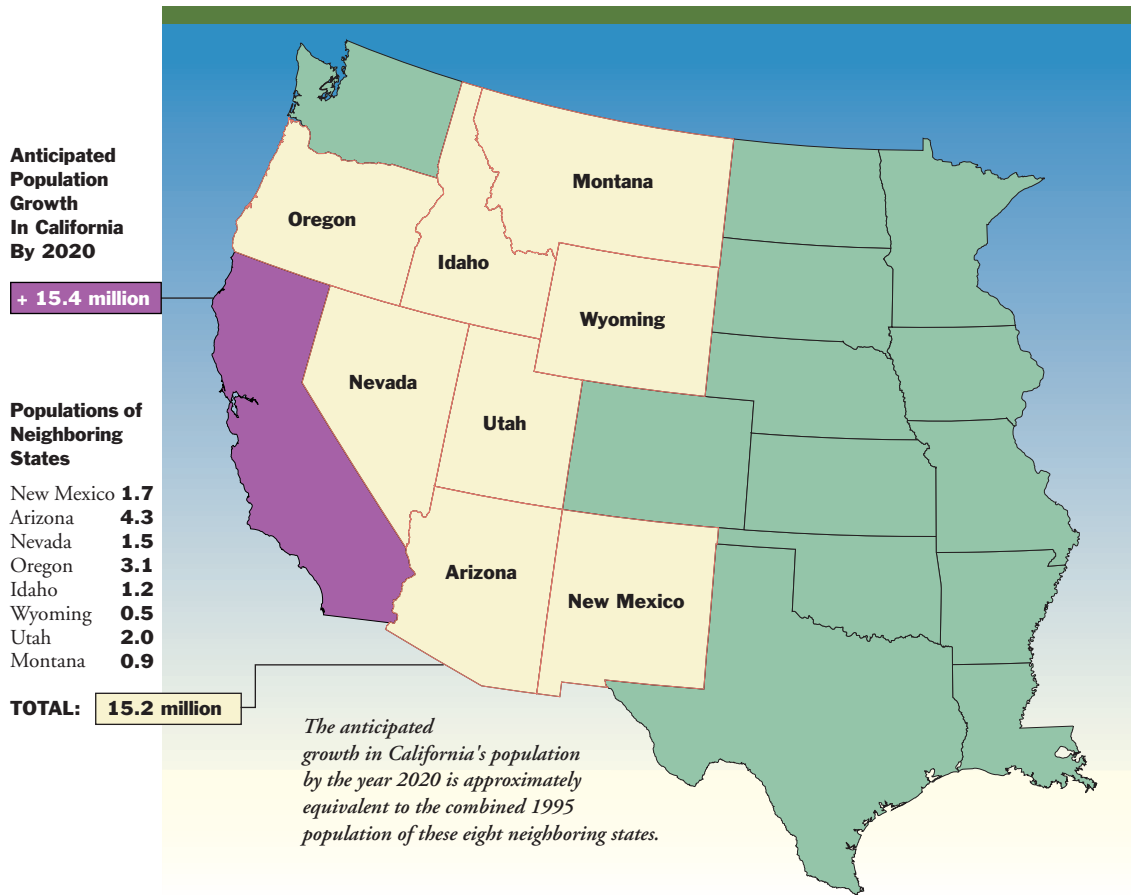 Anticipated
Population
Growth
In California
By 2020
+ 15.4 million
Populations of
Neighboring
States
New Mexico 1.7
Arizona 4.3
Nevada 1.5
Oregon 3.1
Idaho 1.2
Wyoming 0.5
Utah 2.0
Montana 0.9
TOTAL: 15.2 million
Montana
Oregon
Idaho
Wyoming
Nevada
Utah
Arizona
New Mexico
The anticipated
growth in California's population
by the year 2020 is approximately
equivalent to the combined 1995
population of these eight neighboring states.